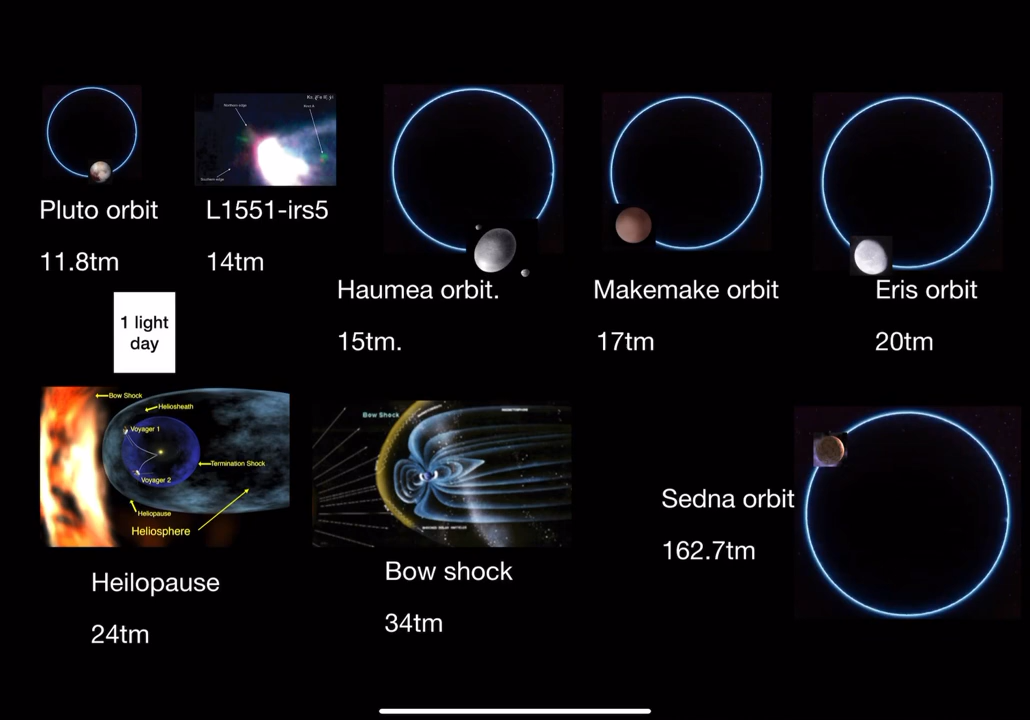 Northern edge
Pluto orbit
11.8tm
L1551-irs5
14tm
Haumea orbit.
15tm.
Makemake orbit
17tm
Eris orbit
20tm
1 light
day
Bow Shock
Heliosheath
Voyager 1
Termination Shock
Voyager 2
Heliopause
Heliosphere
Heilopause
24tm
Bow Shock
Bow shock
34tm
Sedna orbit
162.7tm